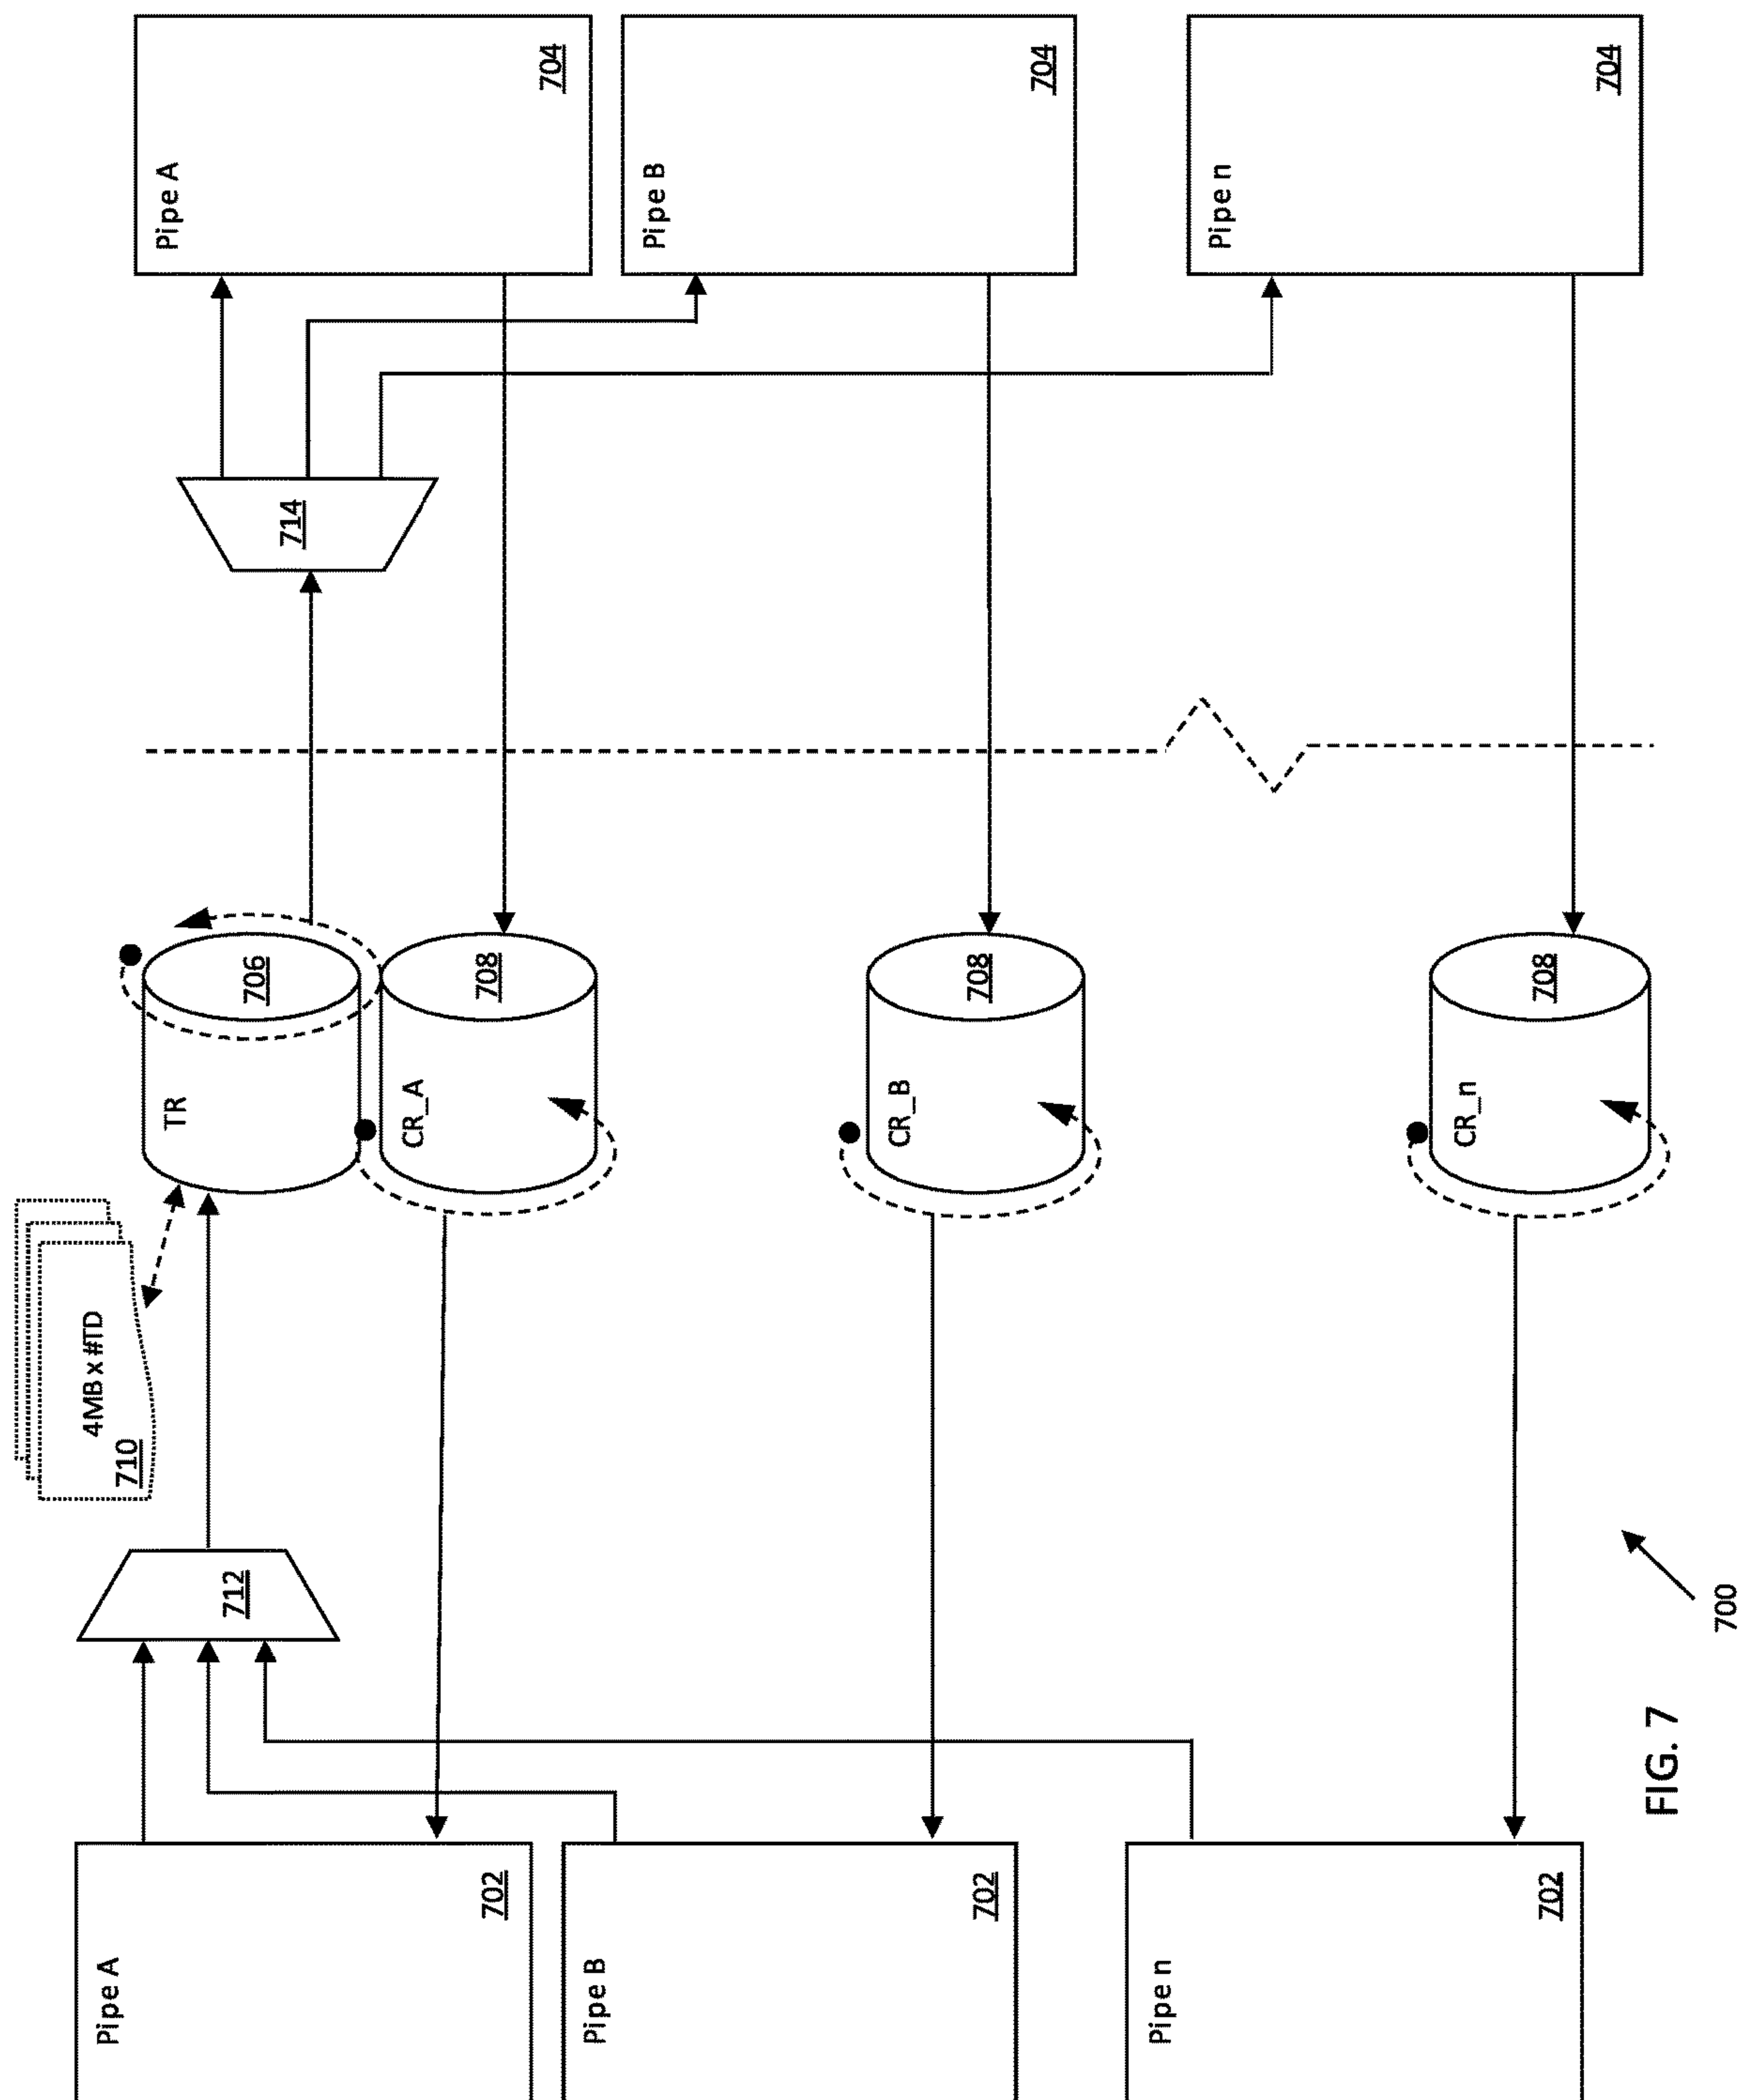 Pipe A
702
Pipe B
702
Pipe n
702
712
4MB x #TD
710
TR
706
CR_A
708
CR_B
708
CR_n
708
714
Pipe A
704
Pipe B
704
Pipe n
704
700
FIG. 7